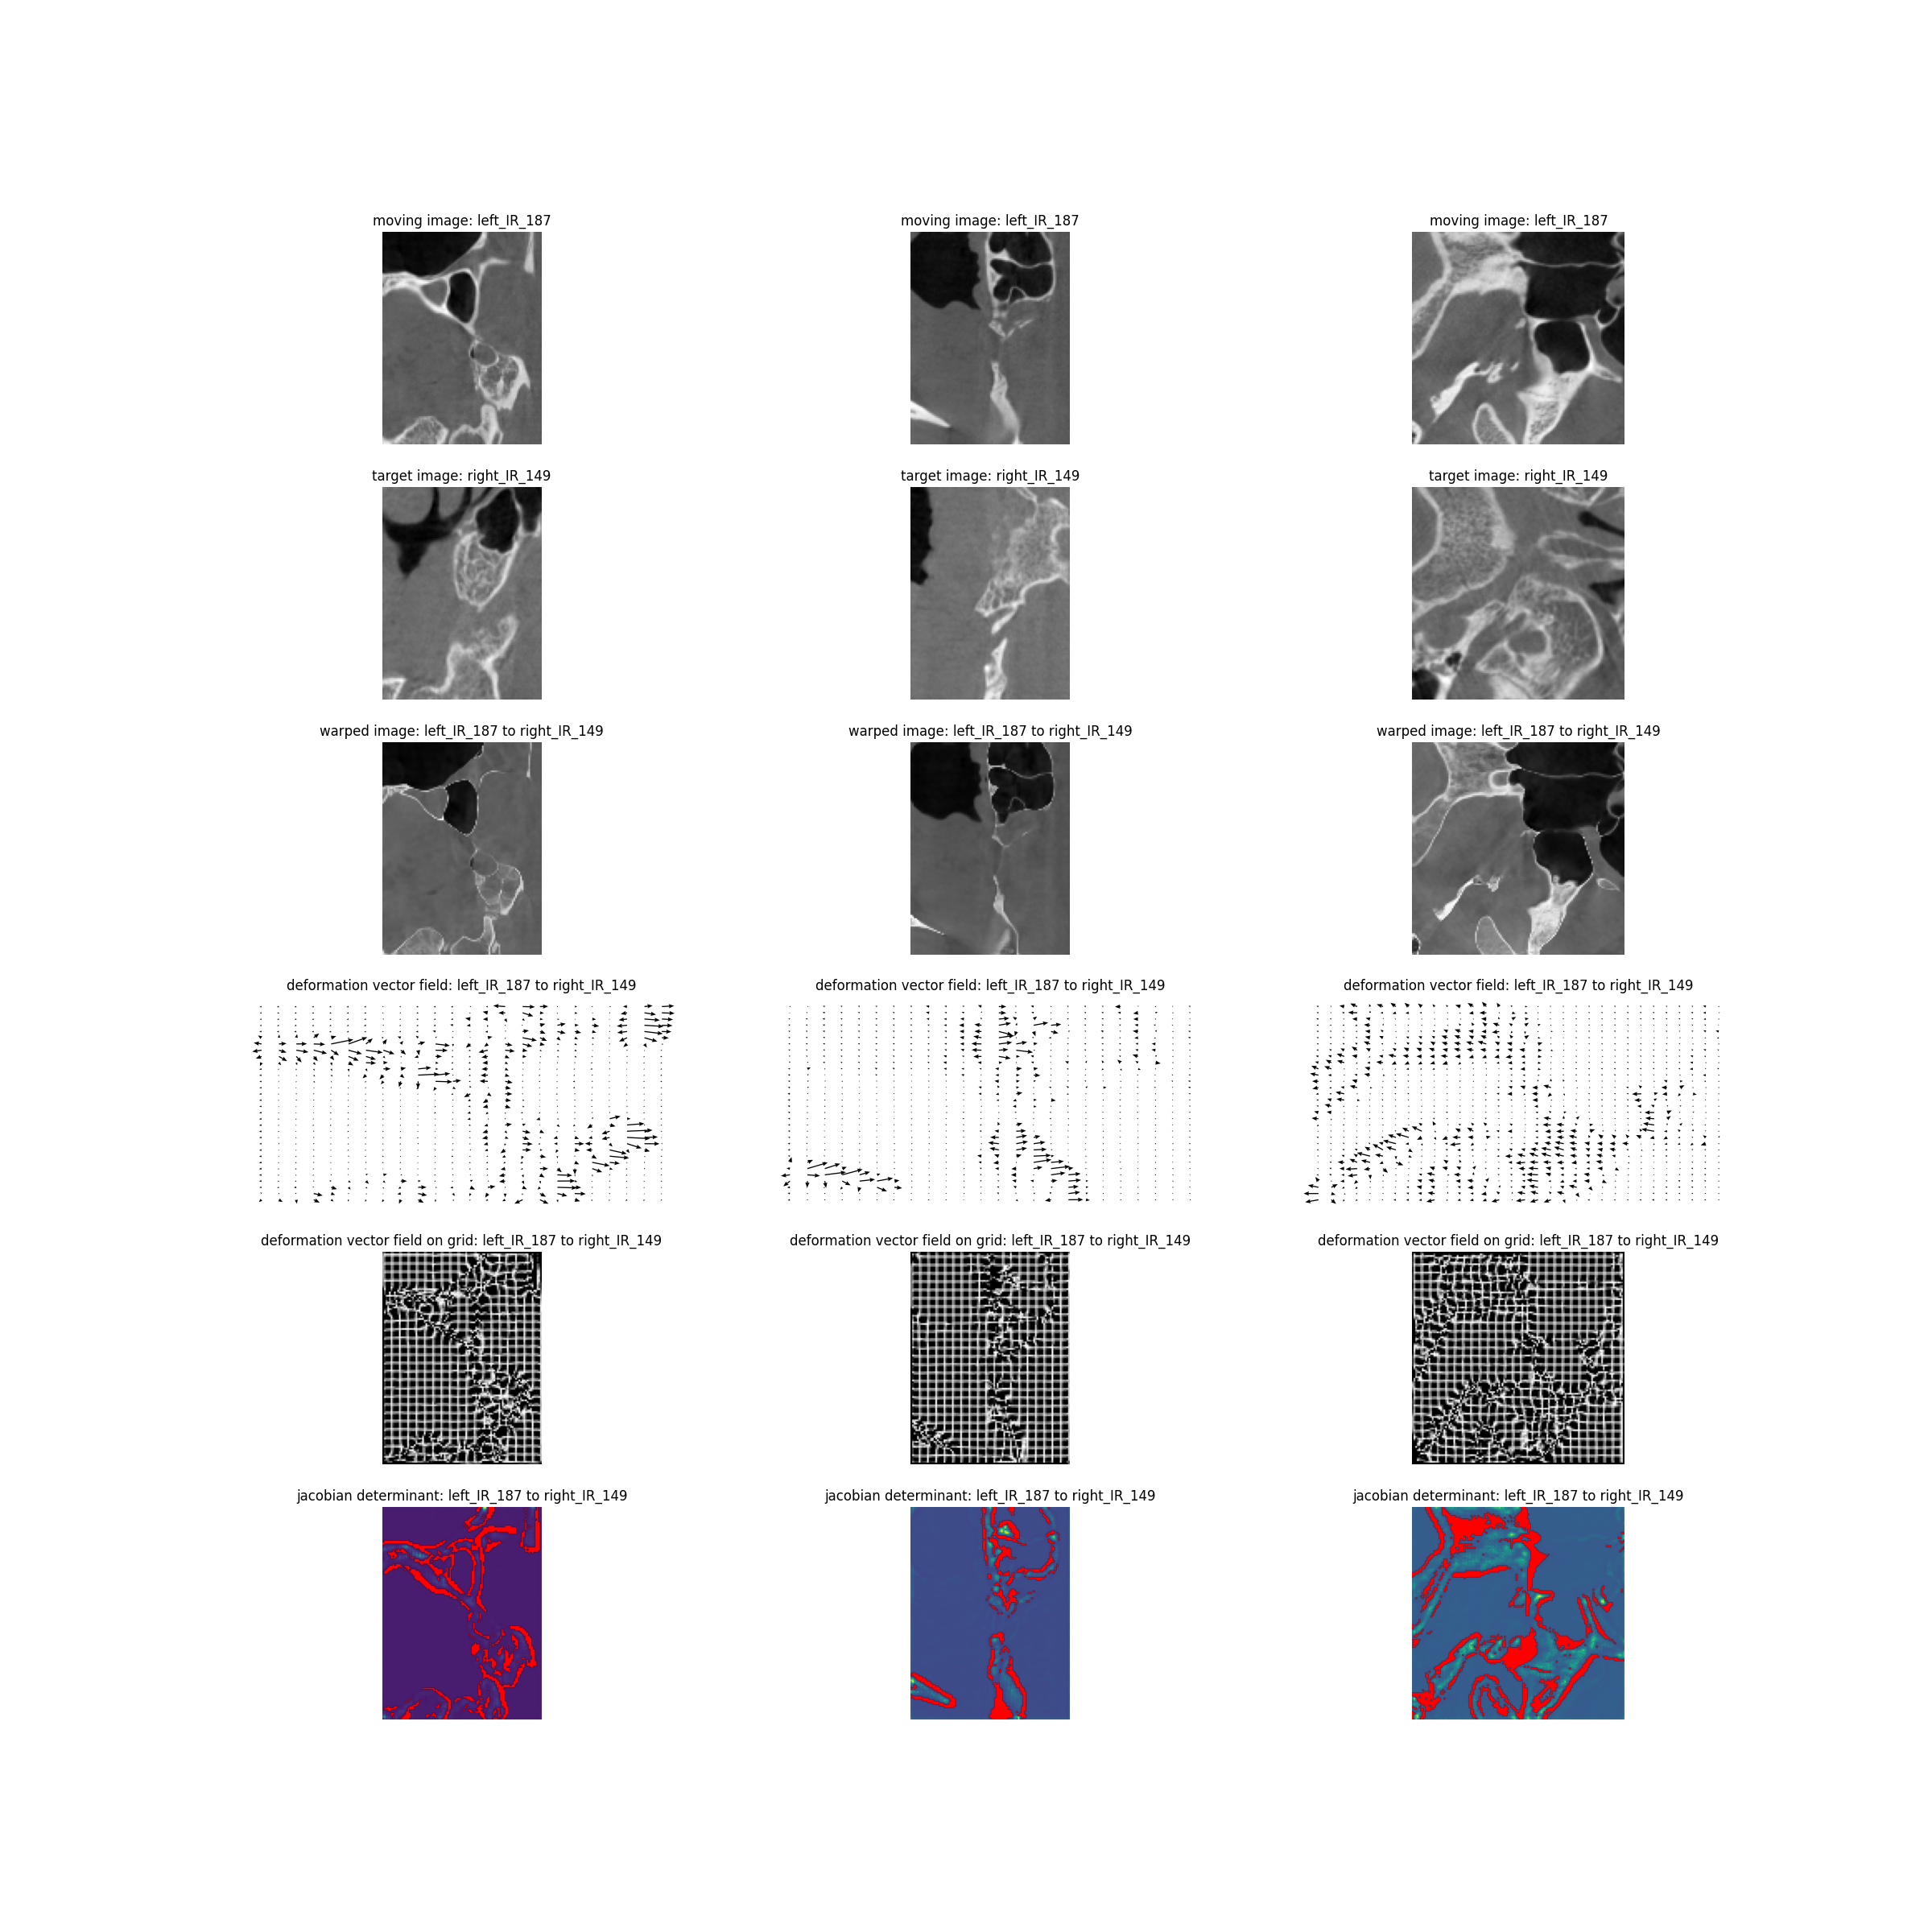 moving image: left_IR_187
moving image: left_IR_187
moving image: left_IR_187
target image: right_IR_149
target image: right_IR_149
target image: right_IR_149
warped image: left_IR_187 to right_IR_149
warped image: left_IR_187 to right_IR_149
warped image: left_IR_187 to right_IR_149
deformation vector field: left_IR_187 to right_IR_149
deformation vector field: left_IR_187 to right_IR_149
deformation vector field: left_IR_187 to right_IR_149
deformation vector field on grid: left_IR_187 to right_IR_149
deformation vector field on grid: left_IR_187 to right_IR_149
deformation vector field on grid: left_IR_187 to right_IR_149
jacobian determinant: left_IR_187 to right_IR_149
jacobian determinant: left_IR_187 to right_IR_149
jacobian determinant: left_IR_187 to right_IR_149